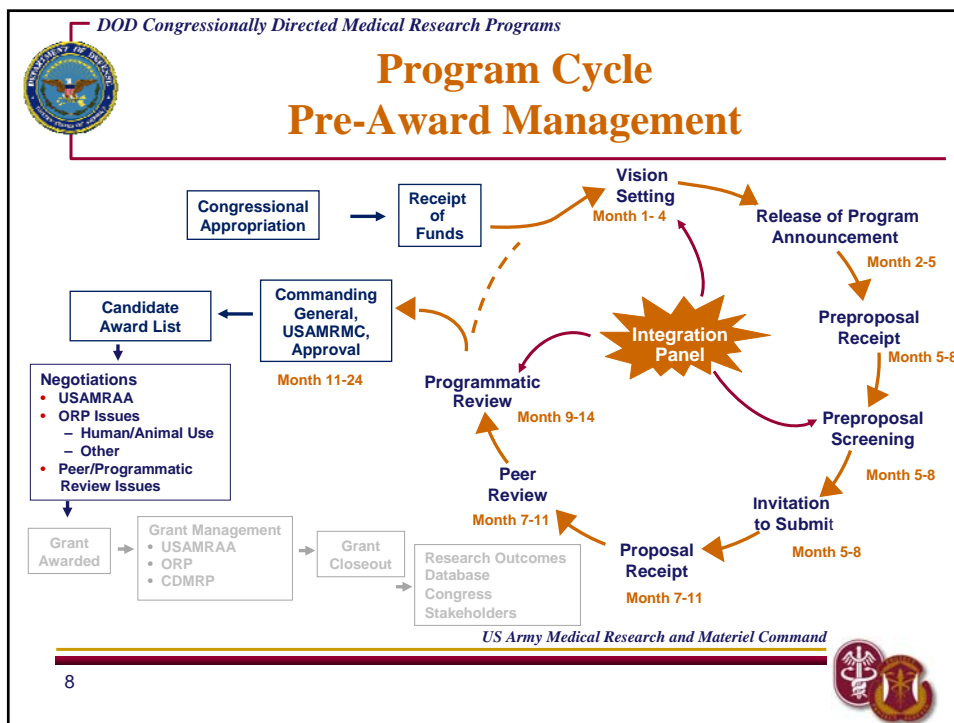 DOD Congressionally Directed Medical Research Programs
Program Cycle
Pre-Award Management
Congressional
Appropriation
Receipt
of
Funds
Vision
Setting
Month 1- 4
Release of Program
Announcement
Month 2-5
Preproposal
Receipt
Month 5-8
Preproposal
Screening
Month 5-8
Invitation
to Submit
Month 5-8
Proposal
Receipt
Month 7-11
Peer
Review
Month 7-11
Programmatic
Review
Month 9-14
Integration
Panel
Commanding
General,
USAMRMC,
Approval
Month 11-24
Candidate
Award List
Negotiations
• USAMRAA
• ORP Issues
– Human/Animal Use
– Other
• Peer/Programmatic
Review Issues
Grant
Awarded
Grant Management
• USAMRAA
• ORP
• CDMRP
Grant
Closeout
Research Outcomes
Database
Congress
Stakeholders
US Army Medical Research and Materiel Command
8